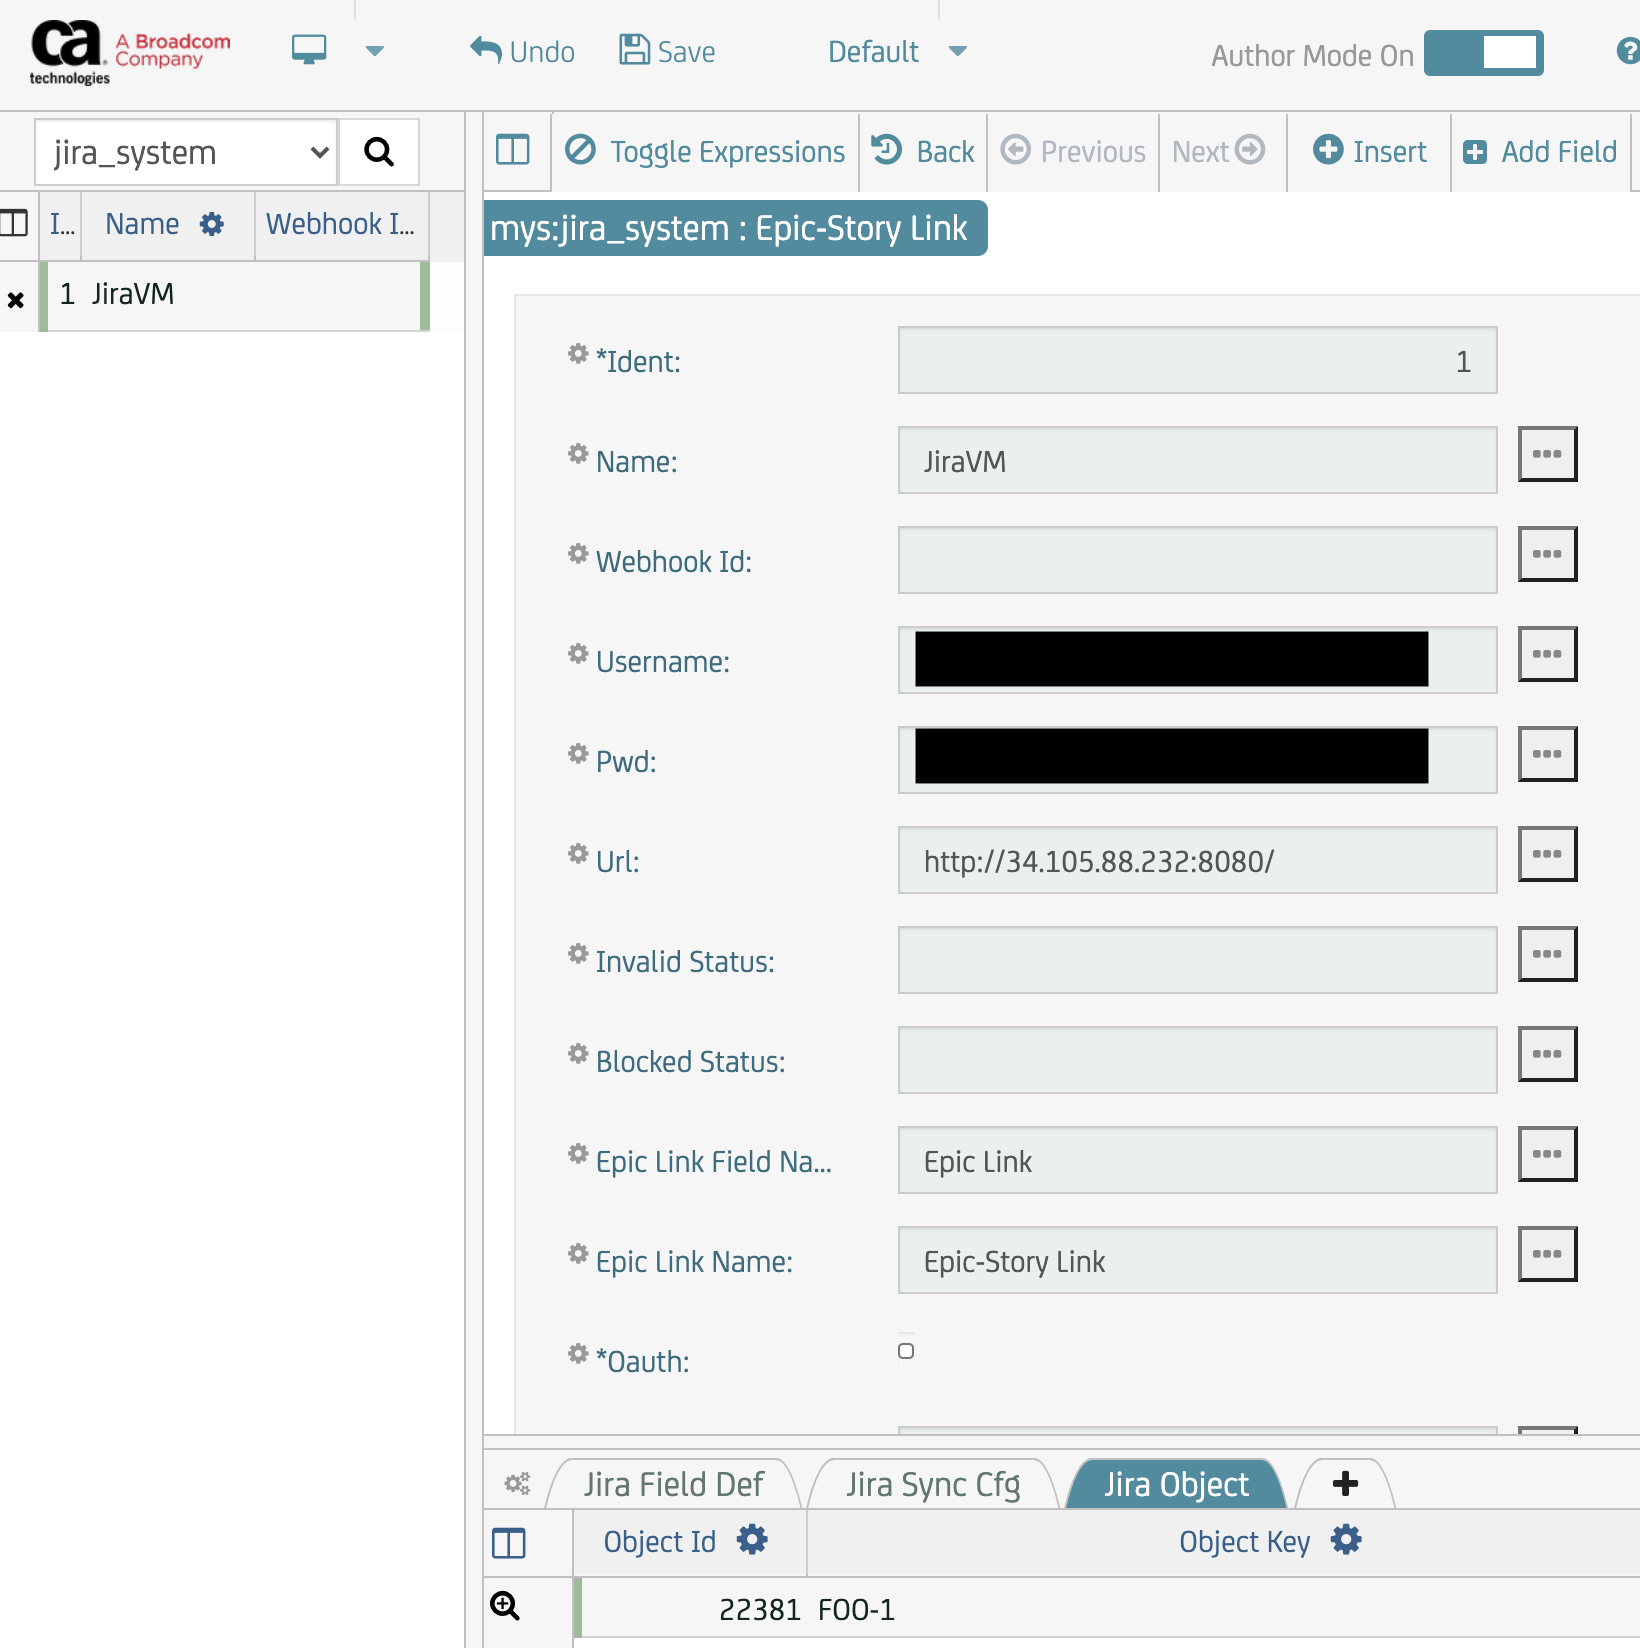 ca technologies A Broadcom Company
Undo
Save
Default
Author Mode On
?
jira_system
Toggle Expressions
Back
Previous
Next
Insert
Add Field
I...
Name
Webhook I...
1 JiraVM
mys:jira_system : Epic-Story Link
*Ident: 1
Name: JiraVM
Webhook Id:
Username:
Pwd:
Url: http://34.105.88.232:8080/
Invalid Status:
Blocked Status:
Epic Link Field Na... Epic Link
Epic Link Name: Epic-Story Link
*Oauth:
Jira Field Def
Jira Sync Cfg
Jira Object
Object Id
Object Key
22381 FOO-1